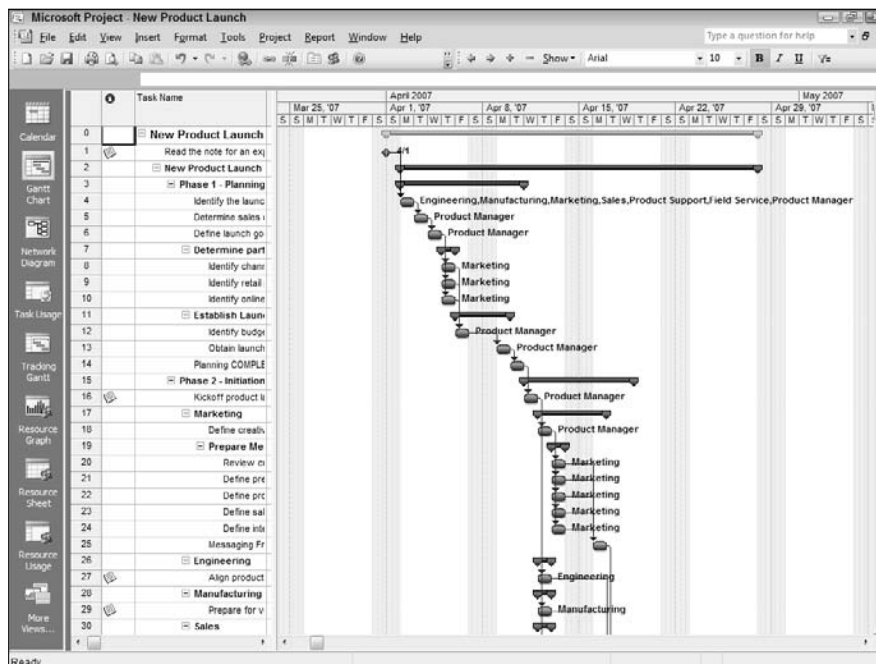 Microsoft Project - New Product Launch
File Edit View Insert Format Tools Project Report Window Help
Type a question for help
Show Arial 10 B I U
Task Name
April 2007 May 2007
Mar 25, '07 Apr 1, '07 Apr 8, '07 Apr 15, '07 Apr 22, '07 Apr 29, '07
S S M T W T F S S M T W T F S S M T W T F S S M T W T F S S M T W T F S S M T W T F S
Calendar
Gantt Chart
Network Diagram
Task Usage
Tracking Gantt
Resource Graph
Resource Sheet
Resource Usage
More Views...
0 New Product Launch
1 Read the note for an exp 4/1
2 New Product Launch
3 Phase 1 - Planning
4 Identify the launc Engineering,Manufacturing,Marketing,Sales,Product Support,Field Service,Product Manager
5 Determine sales Product Manager
6 Define launch go Product Manager
7 Determine part
8 Identify chann Marketing
9 Identify retail Marketing
10 Identify online Marketing
11 Establish Laun
12 Identify budge Product Manager
13 Obtain launch Product Manager
14 Planning COMPLE
15 Phase 2 - Initiation
16 Kickoff product la Product Manager
17 Marketing
18 Define creativ Product Manager
19 Prepare Me
20 Review Marketing
21 Define pre Marketing
22 Define pro Marketing
23 Define sal Marketing
24 Define inte Marketing
25 Messaging Fr
26 Engineering
27 Align product Engineering
28 Manufacturing
29 Prepare for v Manufacturing
30 Sales
Ready